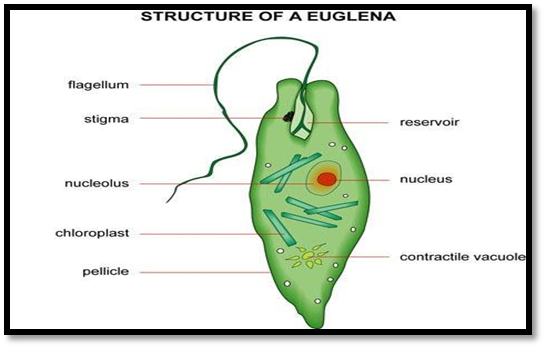 STRUCTURE OF A EUGLENA
flagellum
stigma
reservoir
nucleolus
nucleus
chloroplast
contractile vacuole
pellicle